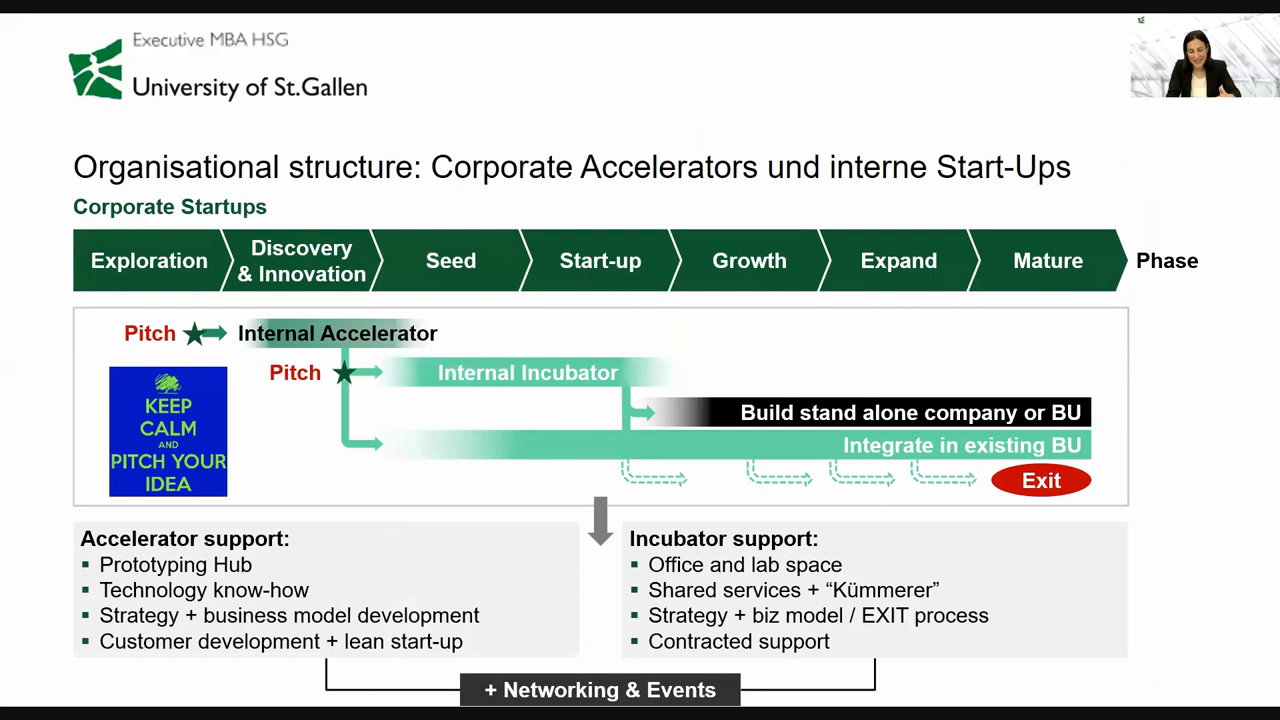 Executive MBA HSG
University of St.Gallen
Organisational structure: Corporate Accelerators und interne Start-Ups
Corporate Startups
Exploration
Discovery
& Innovation
Seed
Start-up
Growth
Expand
Mature
Phase
Pitch
Internal Accelerator
Pitch
Internal Incubator
KEEP
CALM
AND
PITCH YOUR
IDEA
Build stand alone company or BU
Integrate in existing BU
Exit
Accelerator support:
▪ Prototyping Hub
▪ Technology know-how
▪ Strategy + business model development
▪ Customer development + lean start-up
Incubator support:
▪ Office and lab space
▪ Shared services + “Kümmerer”
▪ Strategy + biz model / EXIT process
▪ Contracted support
+ Networking & Events